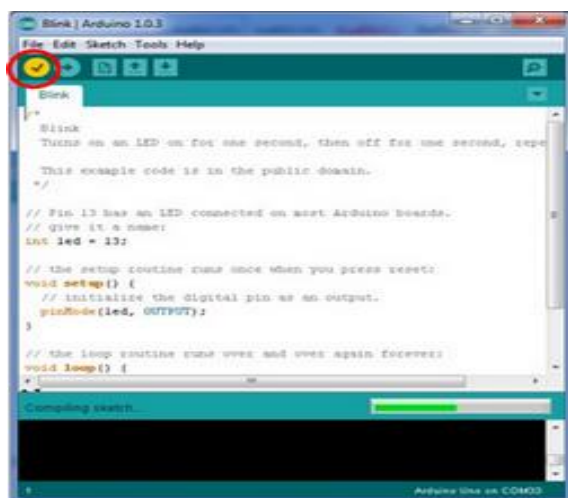 Blink | Arduino 1.0.3
File Edit Sketch Tools Help
Blink
/*
Blink
Turns on an LED on for one second, then off for one second, repe
This example code is in the public domain.
*/
// Pin 13 has an LED connected on most Arduino boards.
// give it a name:
int led = 13;
// the setup routine runs once when you press reset:
void setup() {
// initialize the digital pin as an output.
pinMode(led, OUTPUT);
}
// the loop routine runs over and over again forever:
void loop() {
Compiling sketch...
Arduino Uno on